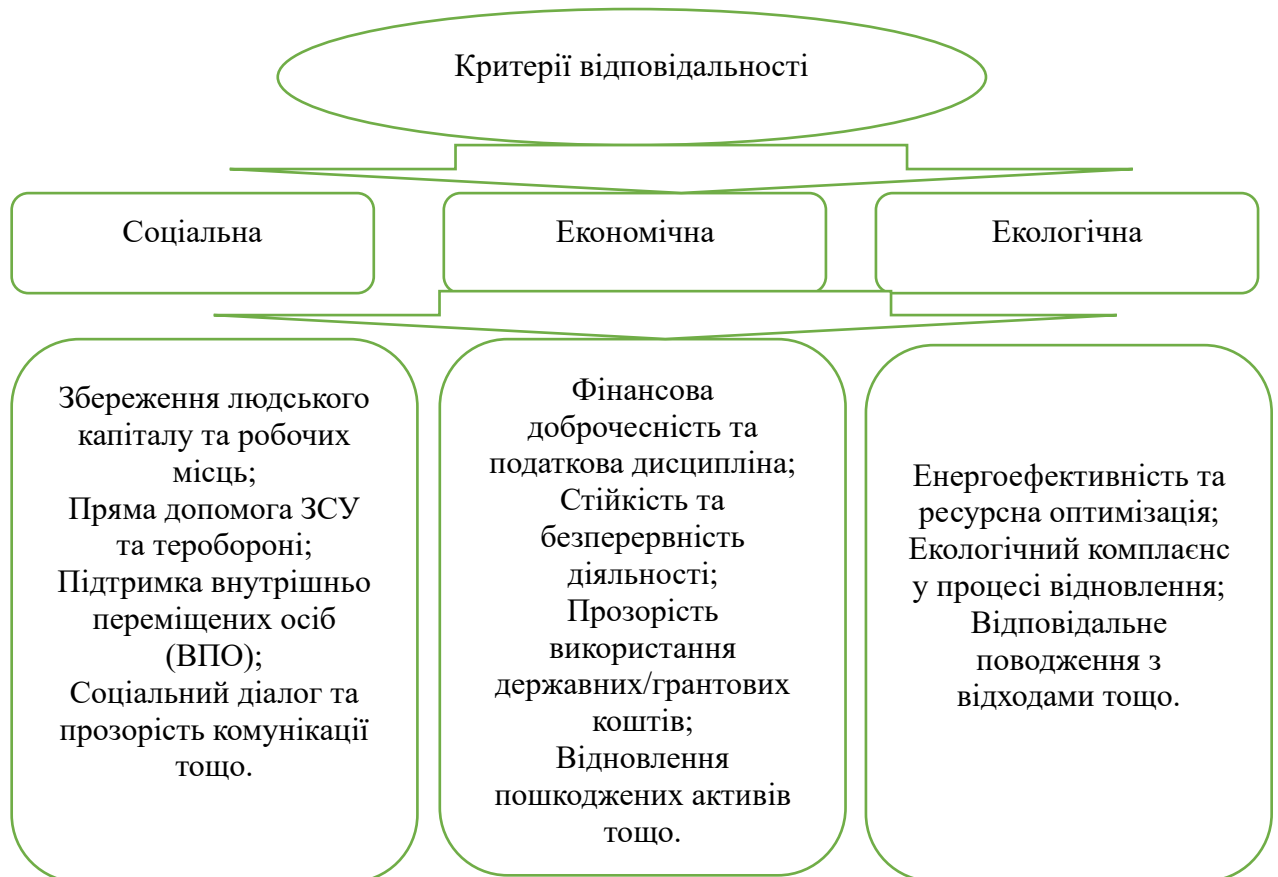 Критерії відповідальності
Соціальна
Економічна
Екологічна
Збереження людського
капіталу та робочих
місць;
Пряма допомога ЗСУ
та теробороні;
Підтримка внутрішньо
переміщених осіб
(ВПО);
Соціальний діалог та
прозорість комунікації
тощо.
Фінансова
доброчесність та
податкова дисципліна;
Стійкість та
безперервність
діяльності;
Прозорість
використання
державних/грантових
коштів;
Відновлення
пошкоджених активів
тощо.
Енергоефективність та
ресурсна оптимізація;
Екологічний комплаєнс
у процесі відновлення;
Відповідальне
поводження з
відходами тощо.